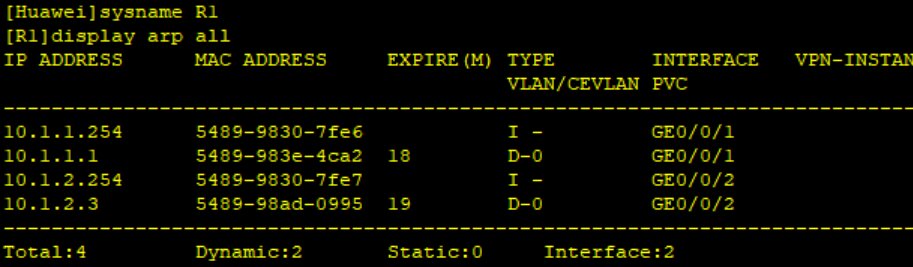 [Huawei]sysname R1
[R1]display arp all
IP ADDRESS      MAC ADDRESS     EXPIRE(M) TYPE        INTERFACE   VPN-INSTAN
                                          VLAN/CEVLAN PVC
------------------------------------------------------------------------------
10.1.1.254      5489-9830-7fe6            I -         GE0/0/1
10.1.1.1        5489-983e-4ca2  18        D-0         GE0/0/1
10.1.2.254      5489-9830-7fe7            I -         GE0/0/2
10.1.2.3        5489-98ad-0995  19        D-0         GE0/0/2
------------------------------------------------------------------------------
Total:4         Dynamic:2       Static:0     Interface:2